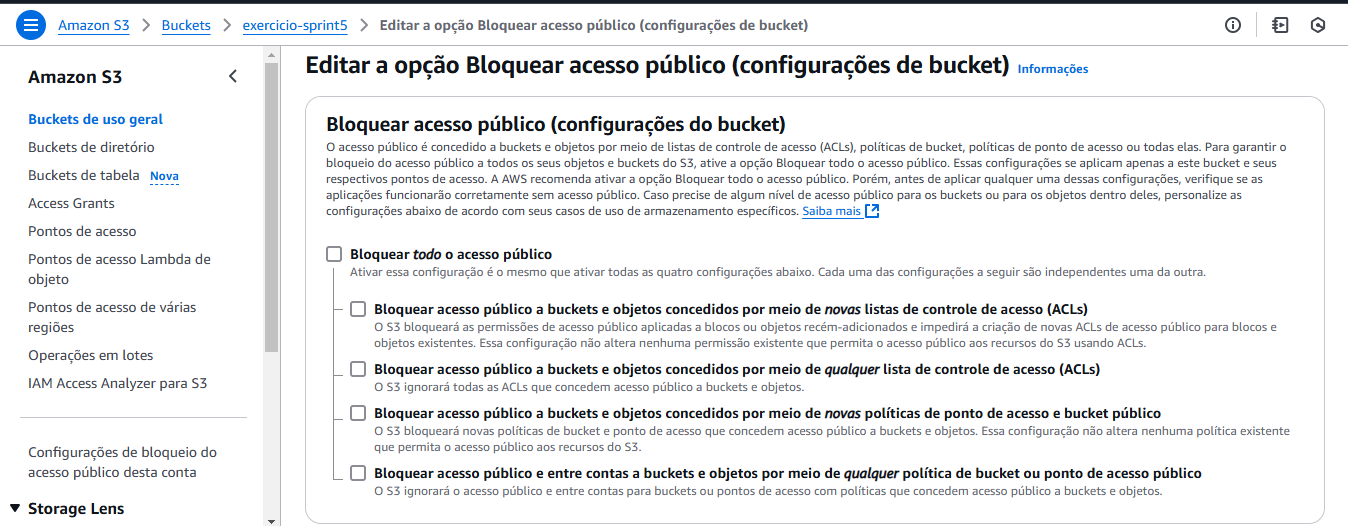 Amazon S3 > Buckets > exercicio-sprint5 > Editar a opção Bloquear acesso público (configurações de bucket)
Amazon S3
Buckets de uso geral
Buckets de diretório
Buckets de tabela Nova
Access Grants
Pontos de acesso
Pontos de acesso Lambda de
objeto
Pontos de acesso de várias
regiões
Operações em lotes
IAM Access Analyzer para S3
Configurações de bloqueio do
acesso público desta conta
Storage Lens
Editar a opção Bloquear acesso público (configurações de bucket) Informações
Bloquear acesso público (configurações do bucket)
O acesso público é concedido a buckets e objetos por meio de listas de controle de acesso (ACLs), políticas de bucket, políticas de ponto de acesso ou todas elas. Para garantir o
bloqueio do acesso público a todos os seus objetos e buckets do S3, ative a opção Bloquear todo o acesso público. Essas configurações se aplicam apenas a este bucket e seus
respectivos pontos de acesso. A AWS recomenda ativar a opção Bloquear todo o acesso público. Porém, antes de aplicar qualquer uma dessas configurações, verifique se as
aplicações funcionarão corretamente sem acesso público. Caso precise de algum nível de acesso público para os buckets ou para os objetos dentro deles, personalize as
configurações abaixo de acordo com seus casos de uso de armazenamento específicos. Saiba mais
Bloquear todo o acesso público
Ativar essa configuração é o mesmo que ativar todas as quatro configurações abaixo. Cada uma das configurações a seguir são independentes uma da outra.
Bloquear acesso público a buckets e objetos concedidos por meio de novas listas de controle de acesso (ACLs)
O S3 bloqueará as permissões de acesso público aplicadas a blocos ou objetos recém-adicionados e impedirá a criação de novas ACLs de acesso público para blocos e
objetos existentes. Essa configuração não altera nenhuma permissão existente que permita o acesso público aos recursos do S3 usando ACLs.
Bloquear acesso público a buckets e objetos concedidos por meio de qualquer lista de controle de acesso (ACLs)
O S3 ignorará todas as ACLs que concedem acesso público a buckets e objetos.
Bloquear acesso público a buckets e objetos concedidos por meio de novas políticas de ponto de acesso e bucket público
O S3 bloqueará novas políticas de bucket e ponto de acesso que concedem acesso público a buckets e objetos. Essa configuração não altera nenhuma política existente
que permita o acesso público aos recursos do S3.
Bloquear acesso público e entre contas a buckets e objetos por meio de qualquer política de bucket ou ponto de acesso público
O S3 ignorará o acesso público e entre contas para buckets ou pontos de acesso com políticas que concedem acesso público a buckets e objetos.